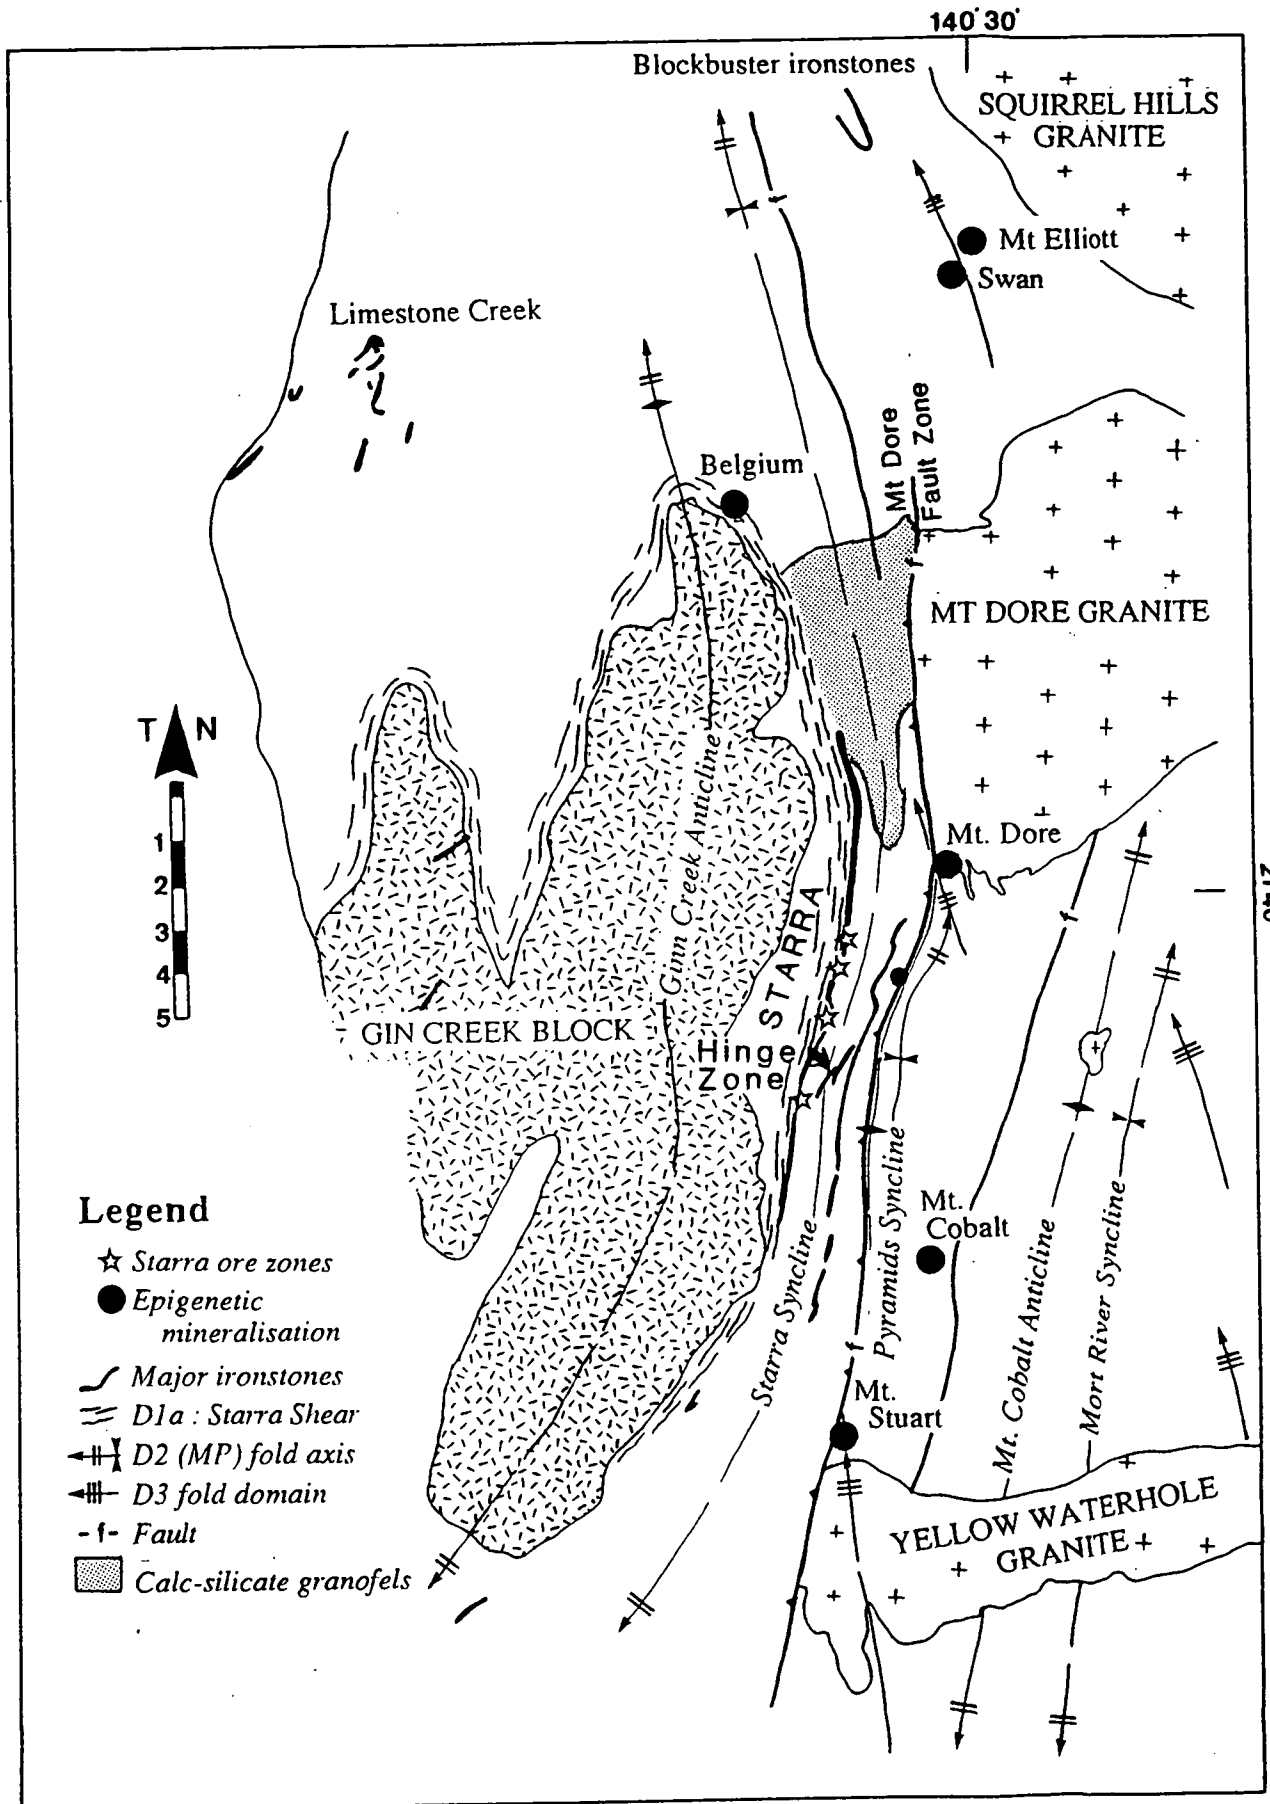 140°30'
Blockbuster ironstones
SQUIRREL HILLS
GRANITE
Mt Elliott
Swan
Limestone Creek
Mt Dore
Fault Zone
Belgium
MT DORE GRANITE
T N
1
2
3
4
5
Mt. Dore
Ginn Creek Anticline
STARRA
GIN CREEK BLOCK
Hinge
Zone
Mt.
Cobalt
Pyramids Syncline
Starra Syncline
Mt. Cobalt Anticline
Mort River Syncline
Mt.
Stuart
YELLOW WATERHOLE
GRANITE
Legend
Starra ore zones
Epigenetic
mineralisation
Major ironstones
D1a : Starra Shear
D2 (MP) fold axis
D3 fold domain
-f- Fault
Calc-silicate granofels